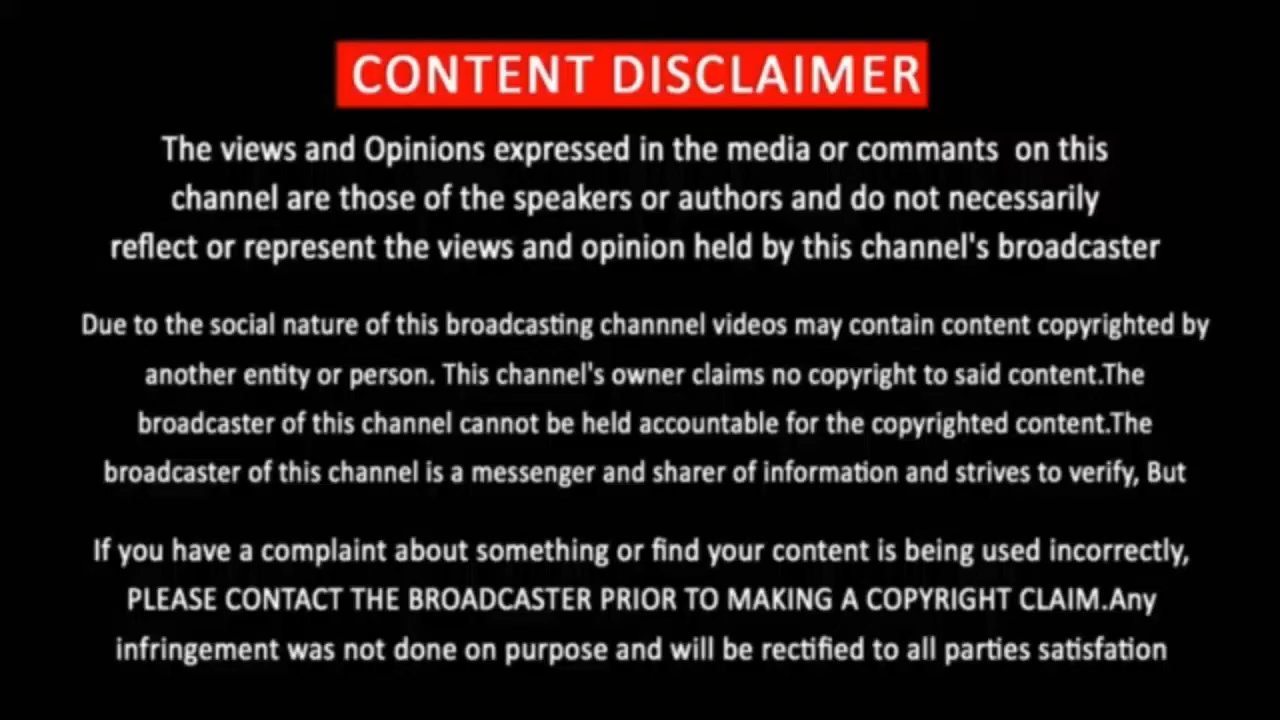 CONTENT DISCLAIMER
The views and Opinions expressed in the media or commants on this
channel are those of the speakers or authors and do not necessarily
reflect or represent the views and opinion held by this channel's broadcaster
Due to the social nature of this broadcasting channnel videos may contain content copyrighted by
another entity or person. This channel's owner claims no copyright to said content.The
broadcaster of this channel cannot be held accountable for the copyrighted content.The
broadcaster of this channel is a messenger and sharer of information and strives to verify, But
If you have a complaint about something or find your content is being used incorrectly,
PLEASE CONTACT THE BROADCASTER PRIOR TO MAKING A COPYRIGHT CLAIM.Any
infringement was not done on purpose and will be rectified to all parties satisfation